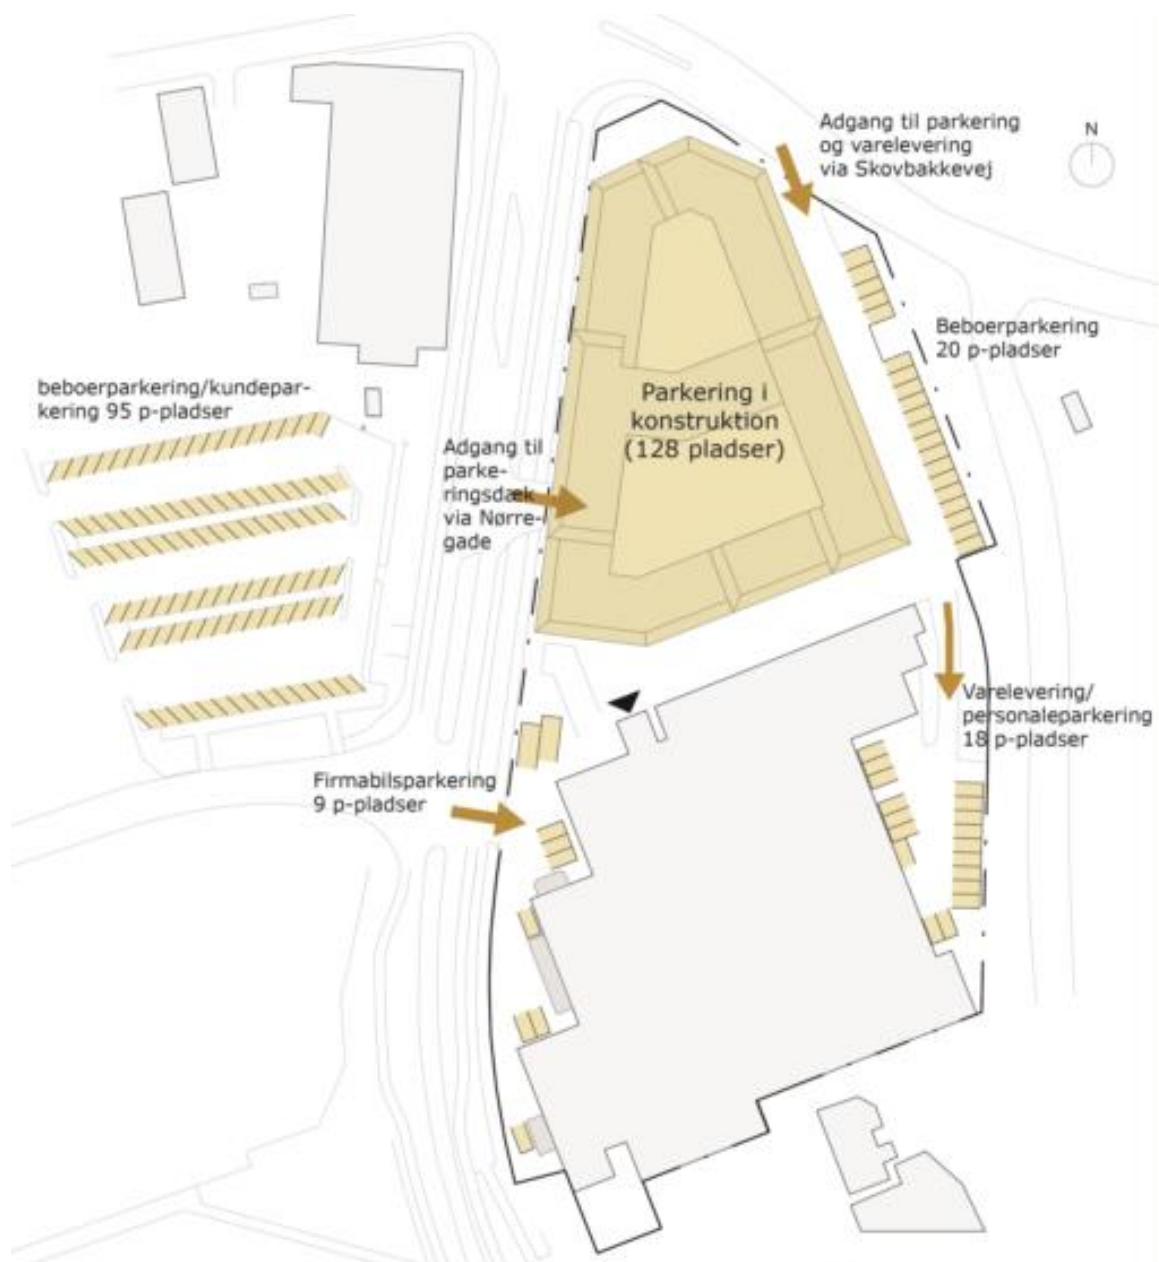 Adgang til parkering
og varelevering
via Skovbakkevej
N
Beboerparkering
20 p-pladser
beboerparkering/kundepar-
kering 95 p-pladser
Parkering i
konstruktion
(128 pladser)
Adgang til
parke-
ringsdæk
via Nørre-
gade
Varelevering/
personaleparkering
18 p-pladser
Firmabilsparkering
9 p-pladser